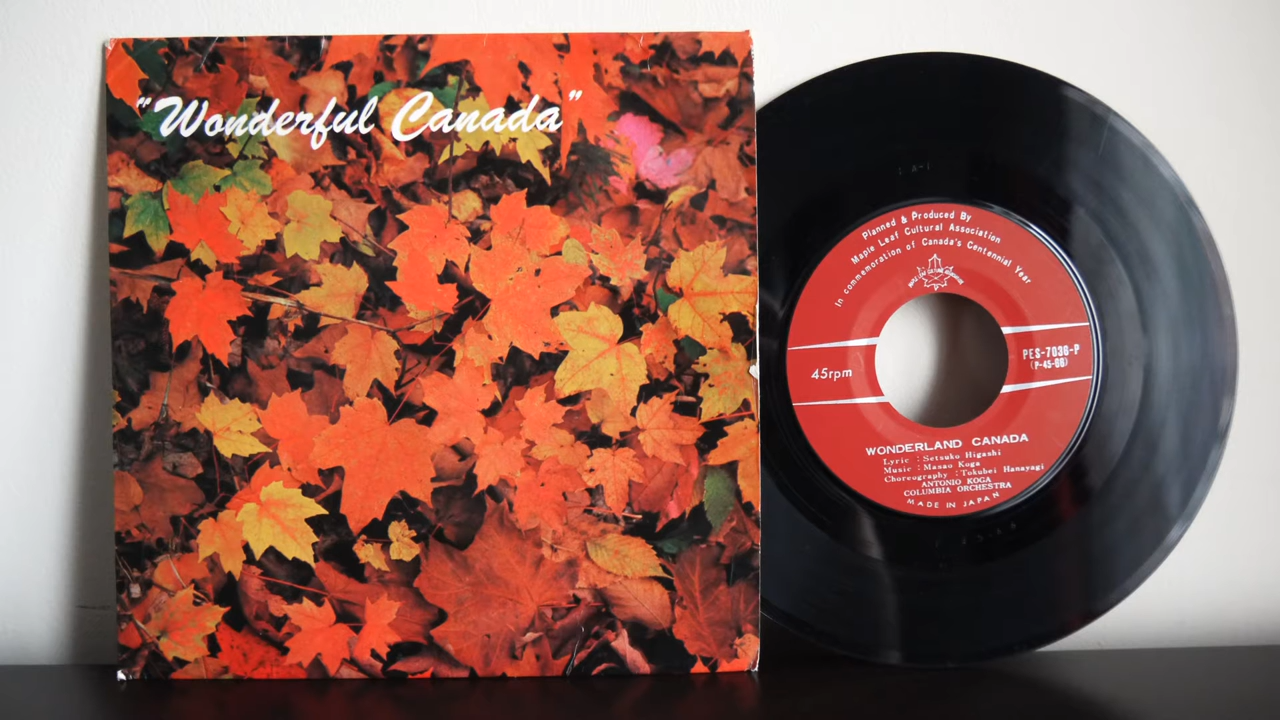 "Wonderful Canada"
Planned & Produced By
Maple Leaf Cultural Association
In commemoration of Canada's Centennial Year
45rpm
PES-7036-P
(P-45-66)
WONDERLAND CANADA
Lyric : Setsuko Higashi
Music : Masao Koga
Choreography : Tokubei Hanayagi
ANTONIO KOGA
COLUMBIA ORCHESTRA
MADE IN JAPAN